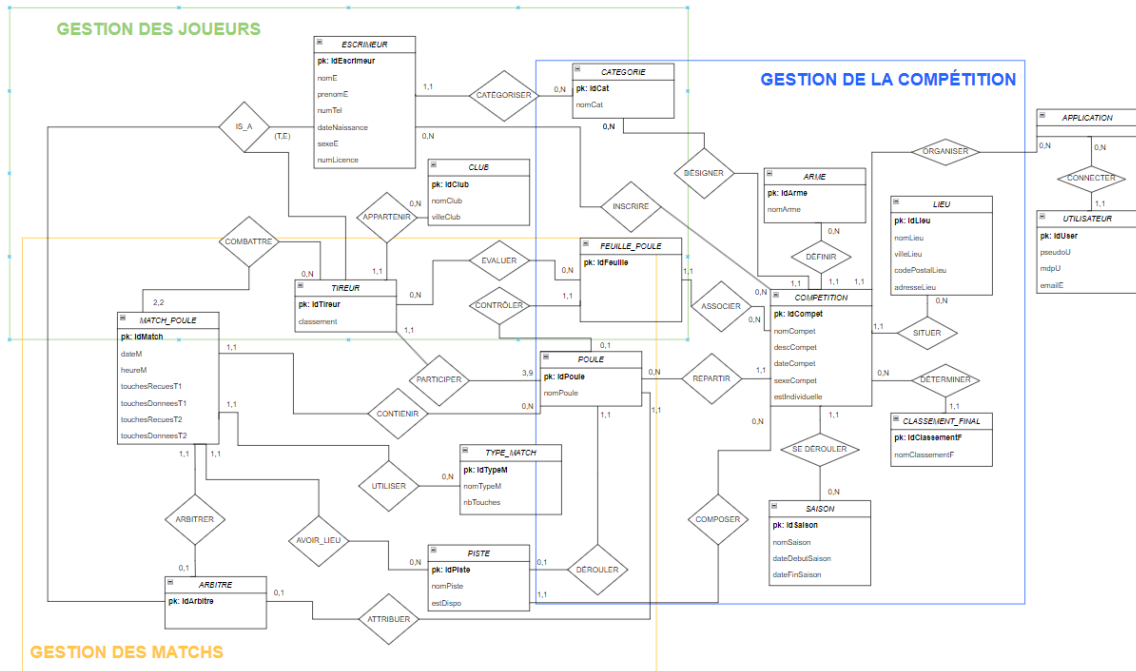 GESTION DES JOUEURS
ESCRIMEUR
pk: IdEscrimeur
nomE
prenomE
numTel
dateNaissance
sexeE
numLicence
1,1
CATÉGORISER
0,N
CATEGORIE
pk: IdCat
nomCat
GESTION DE LA COMPÉTITION
IS_A
(T,E)
0,N
0,N
CLUB
pk: IdClub
nomClub
villeClub
0,N
APPARTENIR
1,1
DÉSIGNER
1,1
INSCRIRE
0,N
ARME
pk: IdArme
nomArme
0,N
DÉFINIR
1,1
ORGANISER
1,1
0,N
APPLICATION
0,N
CONNECTER
1,1
UTILISATEUR
pk: IdUser
pseudoU
mdpU
emailE
LIEU
pk: IdLieu
nomLieu
villeLieu
codePostalLieu
adresseLieu
0,N
SITUER
1,1
COMBATTRE
0,N
2,2
EVALUER
0,N
0,N
FEUILLE_POULE
pk: IdFeuille
TIREUR
pk: IdTireur
classement
CONTRÔLER
1,1
0,1
1,1
ASSOCIER
0,N
COMPETITION
pk: IdCompet
nomCompet
descCompet
dateCompet
sexeCompet
estIndividuelle
MATCH_POULE
pk: IdMatch
dateM
heureM
touchesRecuesT1
touchesDonneesT1
touchesRecuesT2
touchesDonneesT2
1,1
PARTICIPER
3,9
POULE
pk: IdPoule
nomPoule
0,N
RÉPARTIR
1,1
0,N
DÉTERMINER
1,1
CLASSEMENT_FINAL
pk: IdClassementF
nomClassementF
1,1
CONTIENIR
0,N
1,1
1,1
0,N
1,1
SE DÉROULER
0,N
SAISON
pk: IdSaison
nomSaison
dateDebutSaison
dateFinSaison
1,1
UTILISER
0,N
TYPE_MATCH
pk: IdTypeM
nomTypeM
nbTouches
1,1
1,1
ARBITRER
0,1
AVOIR_LIEU
0,N
PISTE
pk: IdPiste
nomPiste
estDispo
0,1
DÉROULER
1,1
COMPOSER
ARBITRE
pk: IdArbitre
0,1
ATTRIBUER
GESTION DES MATCHS